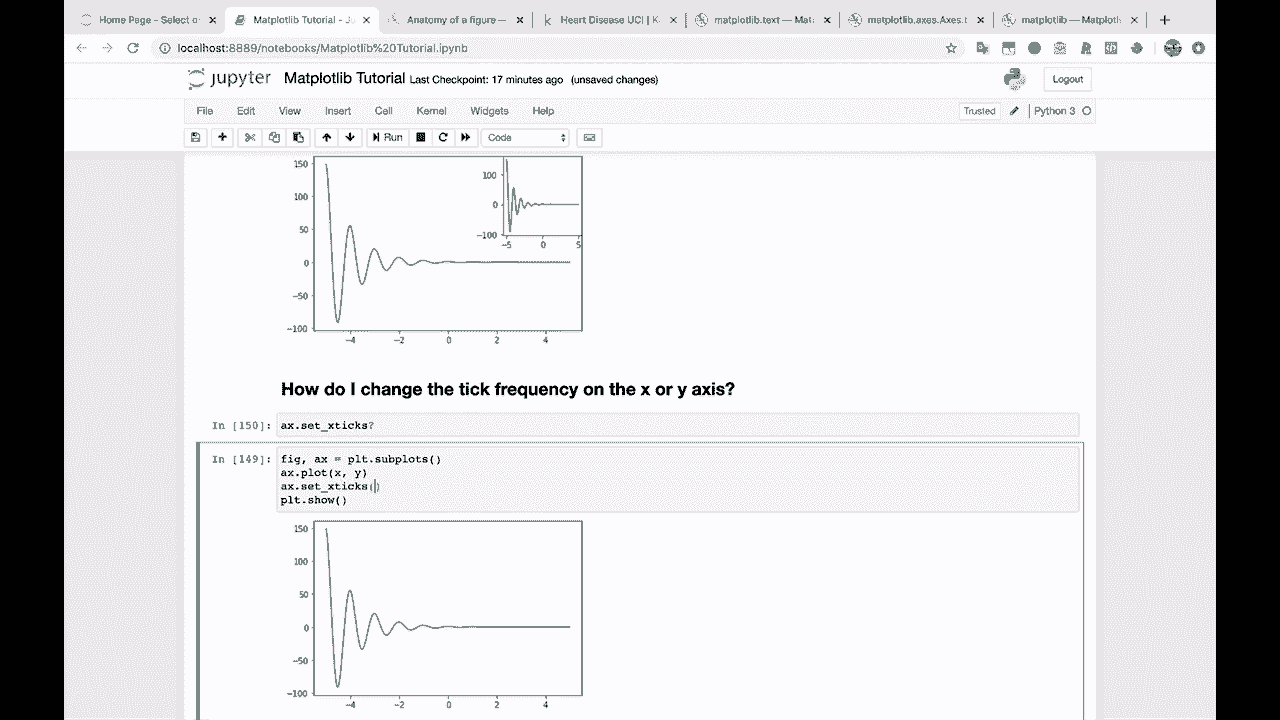 Home Page - Select o
Matplotlib Tutorial - Ju
Anatomy of a figure —
Heart Disease UCI | K
matplotlib.text — Mat
matplotlib.axes.Axes.t
matplotlib — Matplotl
localhost:8889/notebooks/Matplotlib%20Tutorial.ipynb
jupyter Matplotlib Tutorial Last Checkpoint: 17 minutes ago (unsaved changes)
Logout
File Edit View Insert Cell Kernel Widgets Help
Trusted Python 3
Run Code
150
100
50
0
−50
−100
−4 −2 0 2 4
100
0
−100
−5 0 5
How do I change the tick frequency on the x or y axis?
In [150]: ax.set_xticks?
In [149]: fig, ax = plt.subplots()
ax.plot(x, y)
ax.set_xticks()
plt.show()
150
100
50
0
−50
−100
−4 −2 0 2 4